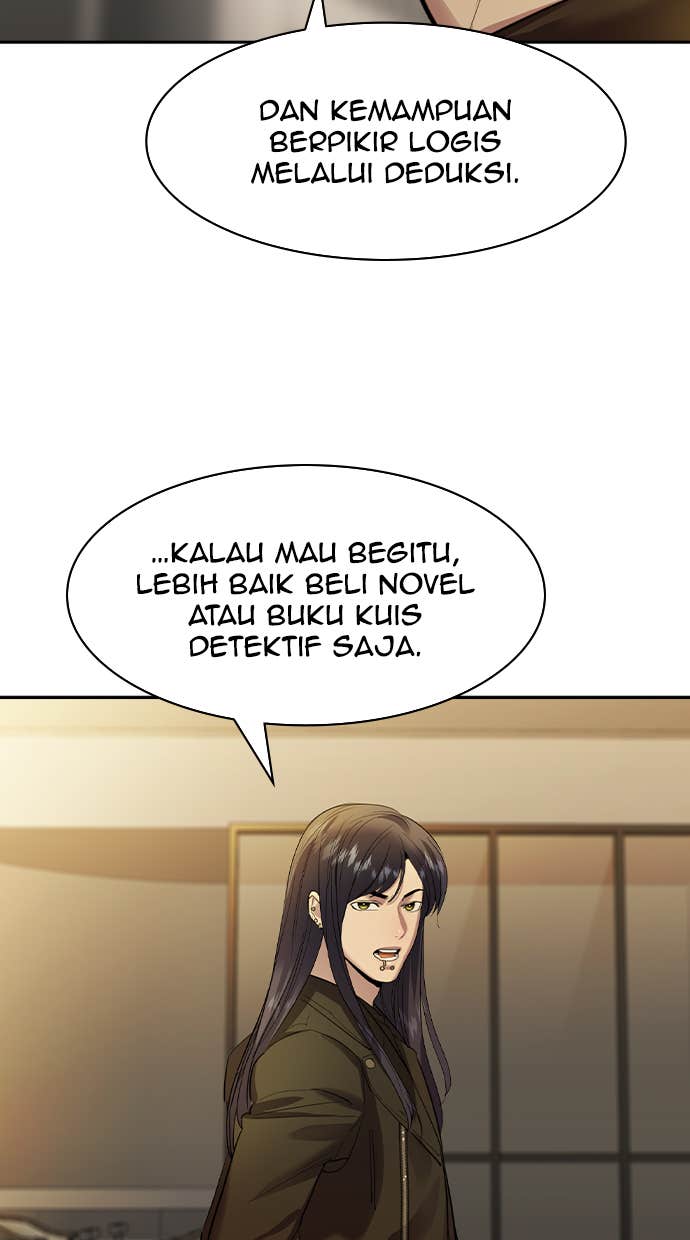 DAN KEMAMPUAN
BERPIKIR LOGIS
MELALUI DEDUKSI.
...KALAU MAU BEGITU,
LEBIH BAIK BELI NOVEL
ATAU BUKU KUIS
DETEKTIF SAJA.